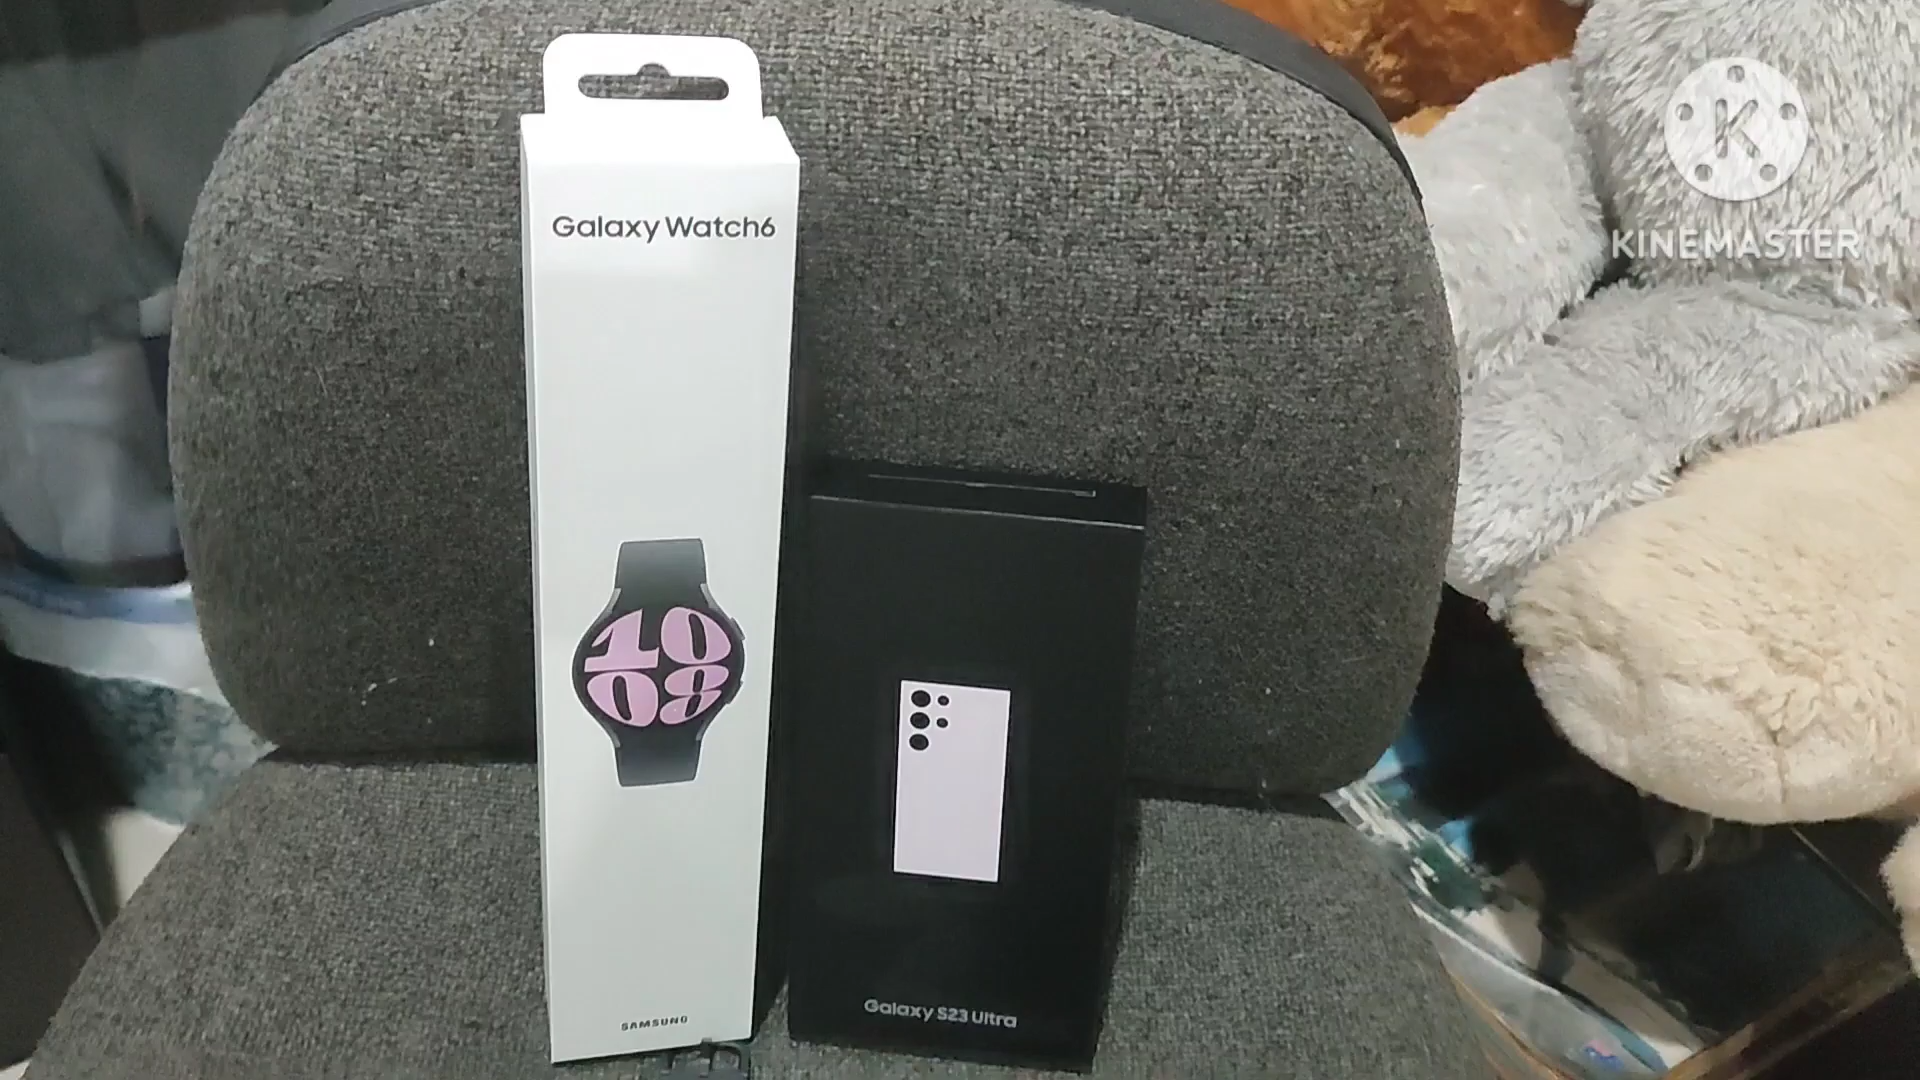 Galaxy Watch6
10
08
SAMSUNG
Galaxy S23 Ultra
K
KINEMASTER